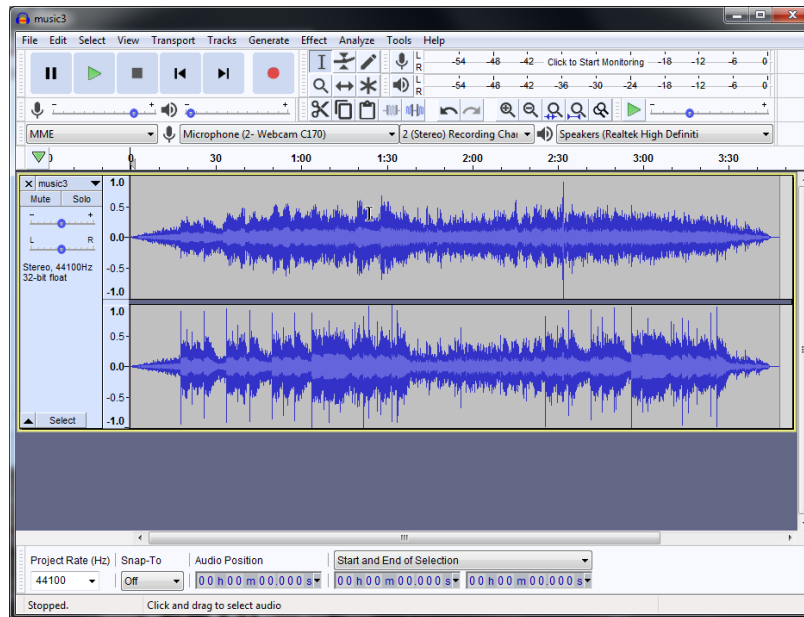 music3
File Edit Select View Transport Tracks Generate Effect Analyze Tools Help
L R -54 -48 -42 Click to Start Monitoring -18 -12 -6 0
L R -54 -48 -42 -36 -30 -24 -18 -12 -6 0
MME Microphone (2- Webcam C170) 2 (Stereo) Recording Chai Speakers (Realtek High Definiti
0 30 1:00 1:30 2:00 2:30 3:00 3:30
music3
Mute Solo
- +
L R
Stereo, 44100Hz
32-bit float
Select
1.0
0.5
0.0
-0.5
-1.0
1.0
0.5
0.0
-0.5
-1.0
Project Rate (Hz) Snap-To Audio Position Start and End of Selection
44100 Off 00 h 00 m 00.000 s 00 h 00 m 00.000 s 00 h 00 m 00.000 s
Stopped. Click and drag to select audio